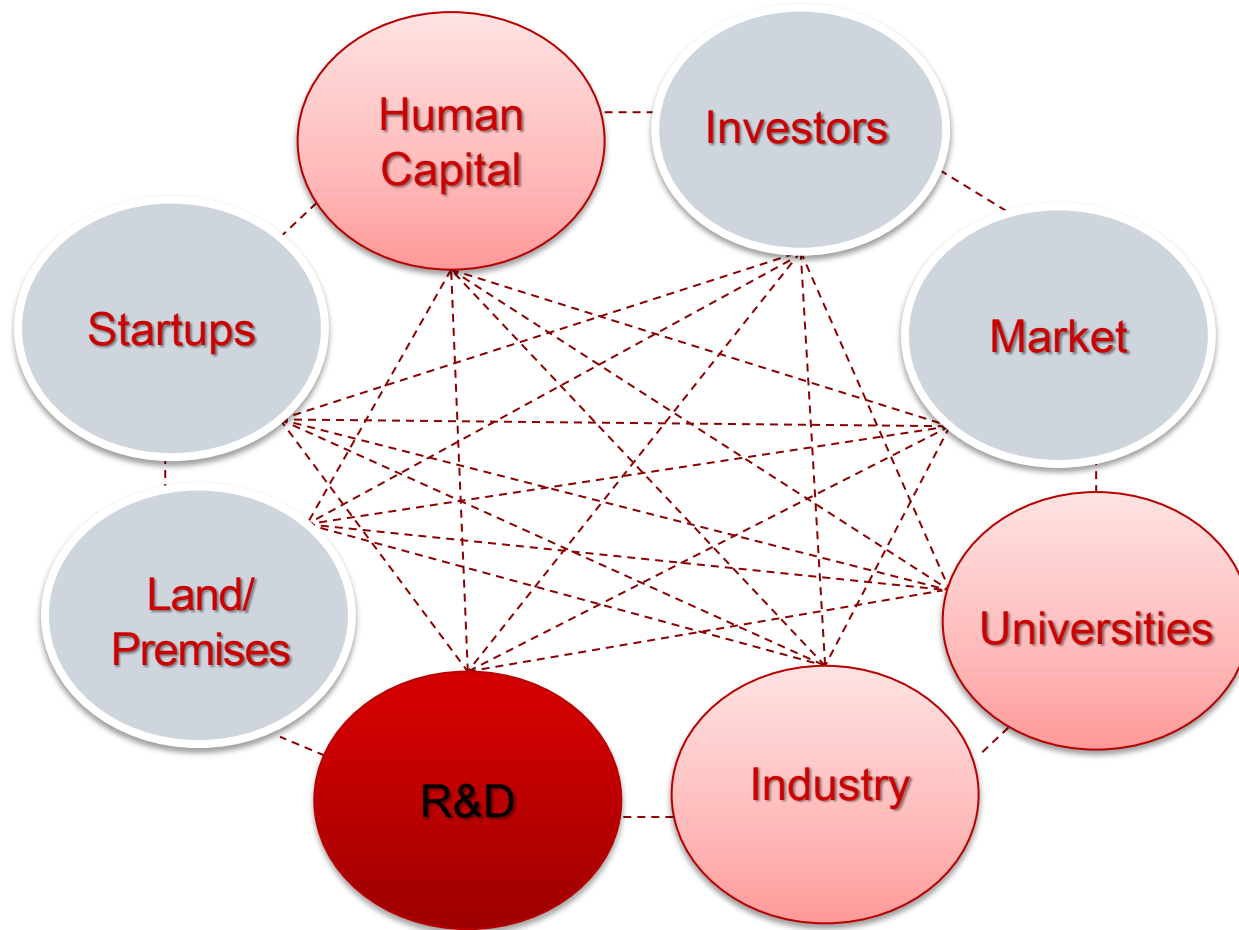 Human
Capital
Investors
Startups
Market
Land/
Premises
Universities
R&D
Industry